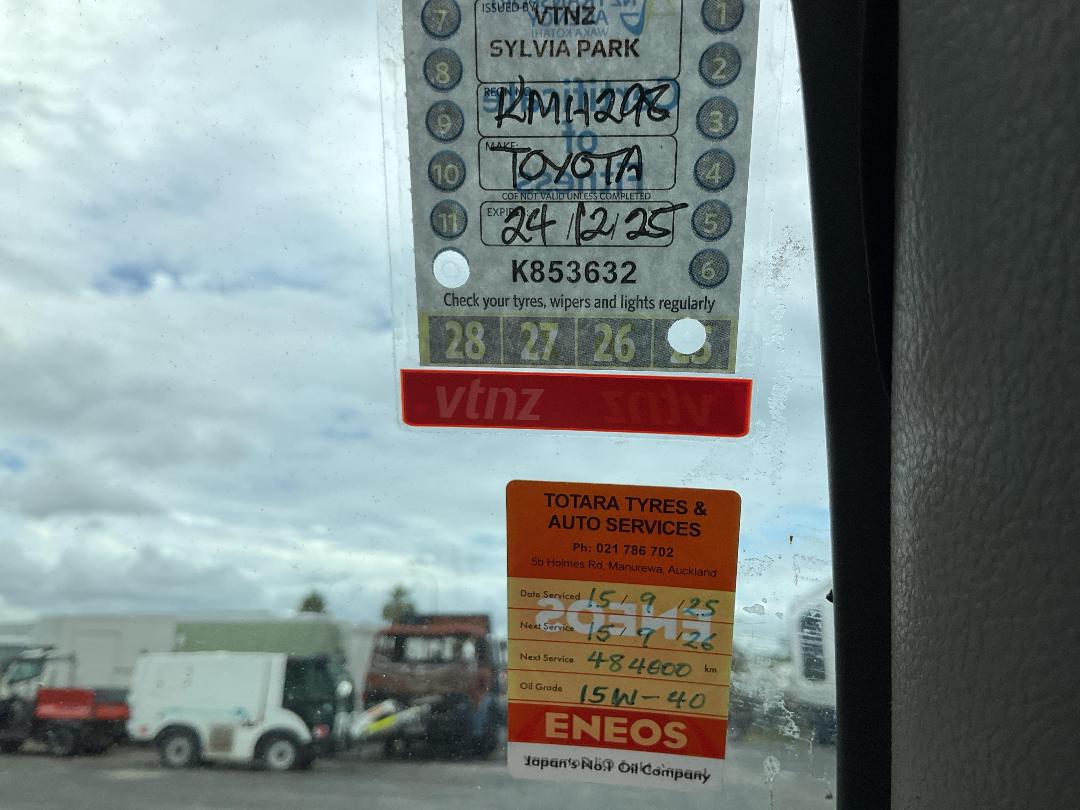 7
1
ISSUED BY VTNZ
SYLVIA PARK
8
2
REGN NO. KMH298
9
3
MAKE TOYOTA
10
4
COF NOT VALID UNLESS COMPLETED
EXPIRES 24/12/25
11
5
K853632
6
Check your tyres, wipers and lights regularly
28 27 26 25
vtnz
TOTARA TYRES &
AUTO SERVICES
Ph: 021 786 702
5b Holmes Rd, Manurewa, Auckland
Date Serviced 15/9/25
Next Service 15/9/26
Next Service 484600 km
Oil Grade 15W-40
ENEOS
Japan's No.1 Oil Company